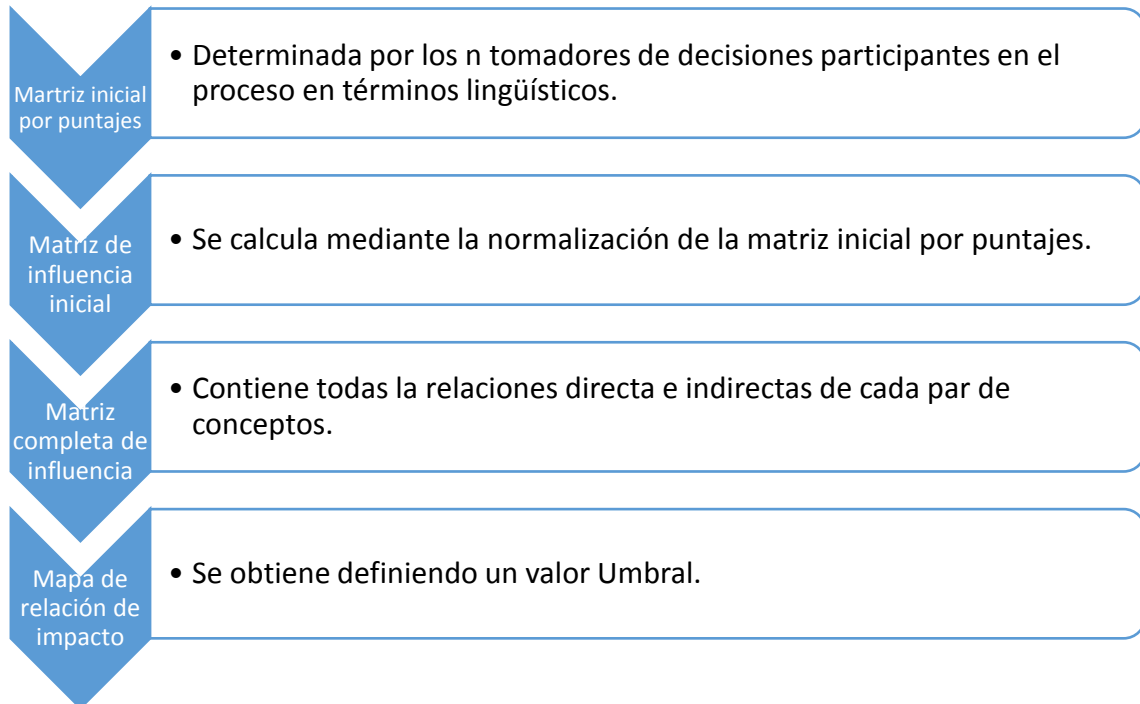 Martriz inicial
por puntajes
• Determinada por los n tomadores de decisiones participantes en el
proceso en términos lingüísticos.
Matriz de
influencia
inicial
• Se calcula mediante la normalización de la matriz inicial por puntajes.
Matriz
completa de
influencia
• Contiene todas la relaciones directa e indirectas de cada par de
conceptos.
Mapa de
relación de
impacto
• Se obtiene definiendo un valor Umbral.